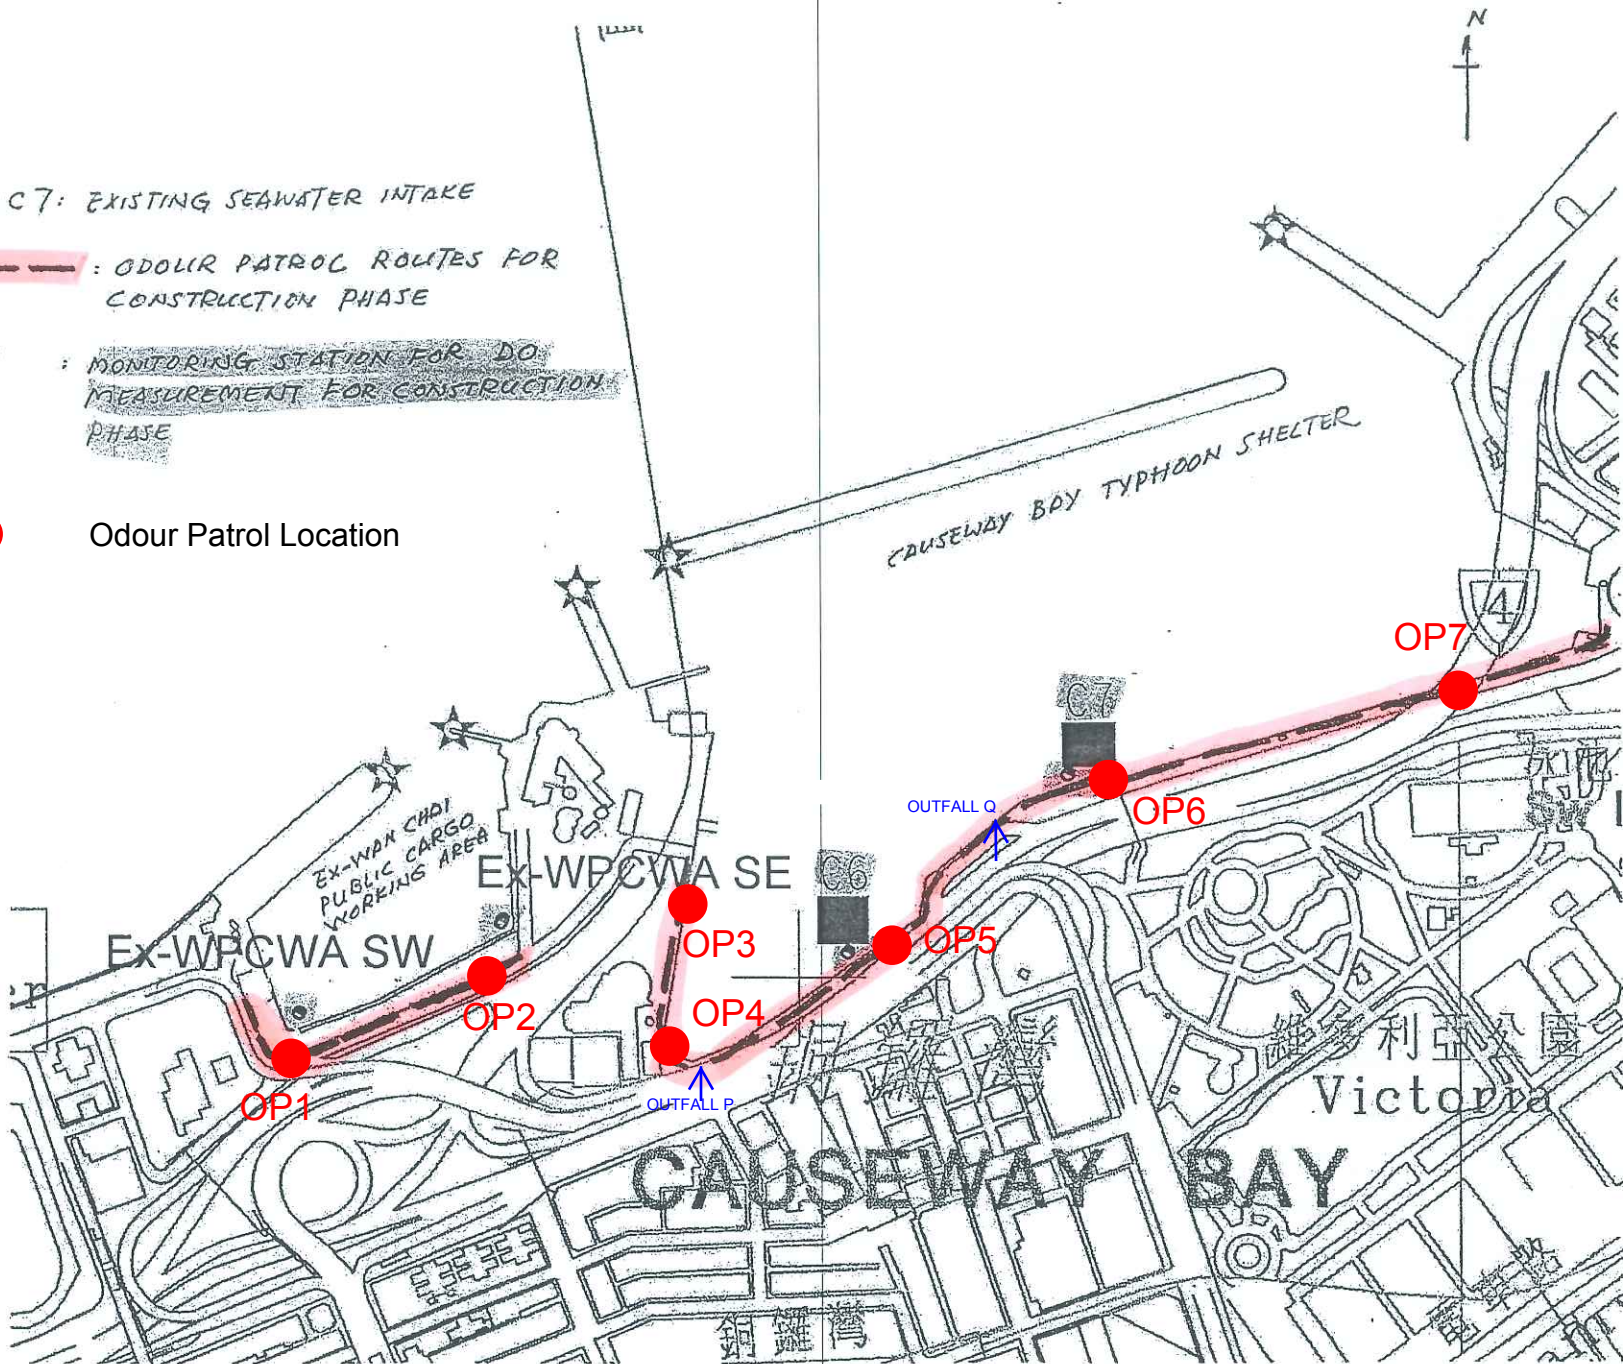 N
C7: EXISTING SEAWATER INTAKE
: ODOUR PATROL ROUTES FOR
CONSTRUCTION PHASE
: MONITORING STATION FOR DO
MEASUREMENT FOR CONSTRUCTION
PHASE
Odour Patrol Location
CAUSEWAY BAY TYPHOON SHELTER
4
OP7
C7
OP6
OUTFALL Q
EX-WAN CHAI
PUBLIC CARGO
WORKING AREA
Ex-WPCWA SE
C6
Ex-WPCWA SW
OP3
OP5
OP2
OP4
OP1
OUTFALL P
維多利亞公園
Victoria
CAUSEWAY BAY
銅鑼灣